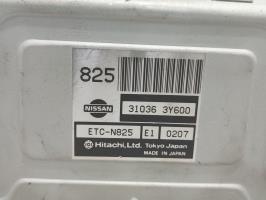 825
NISSAN
31036 3Y600
ETC-N825 E1 0207
Hitachi,Ltd. Tokyo Japan
MADE IN JAPAN